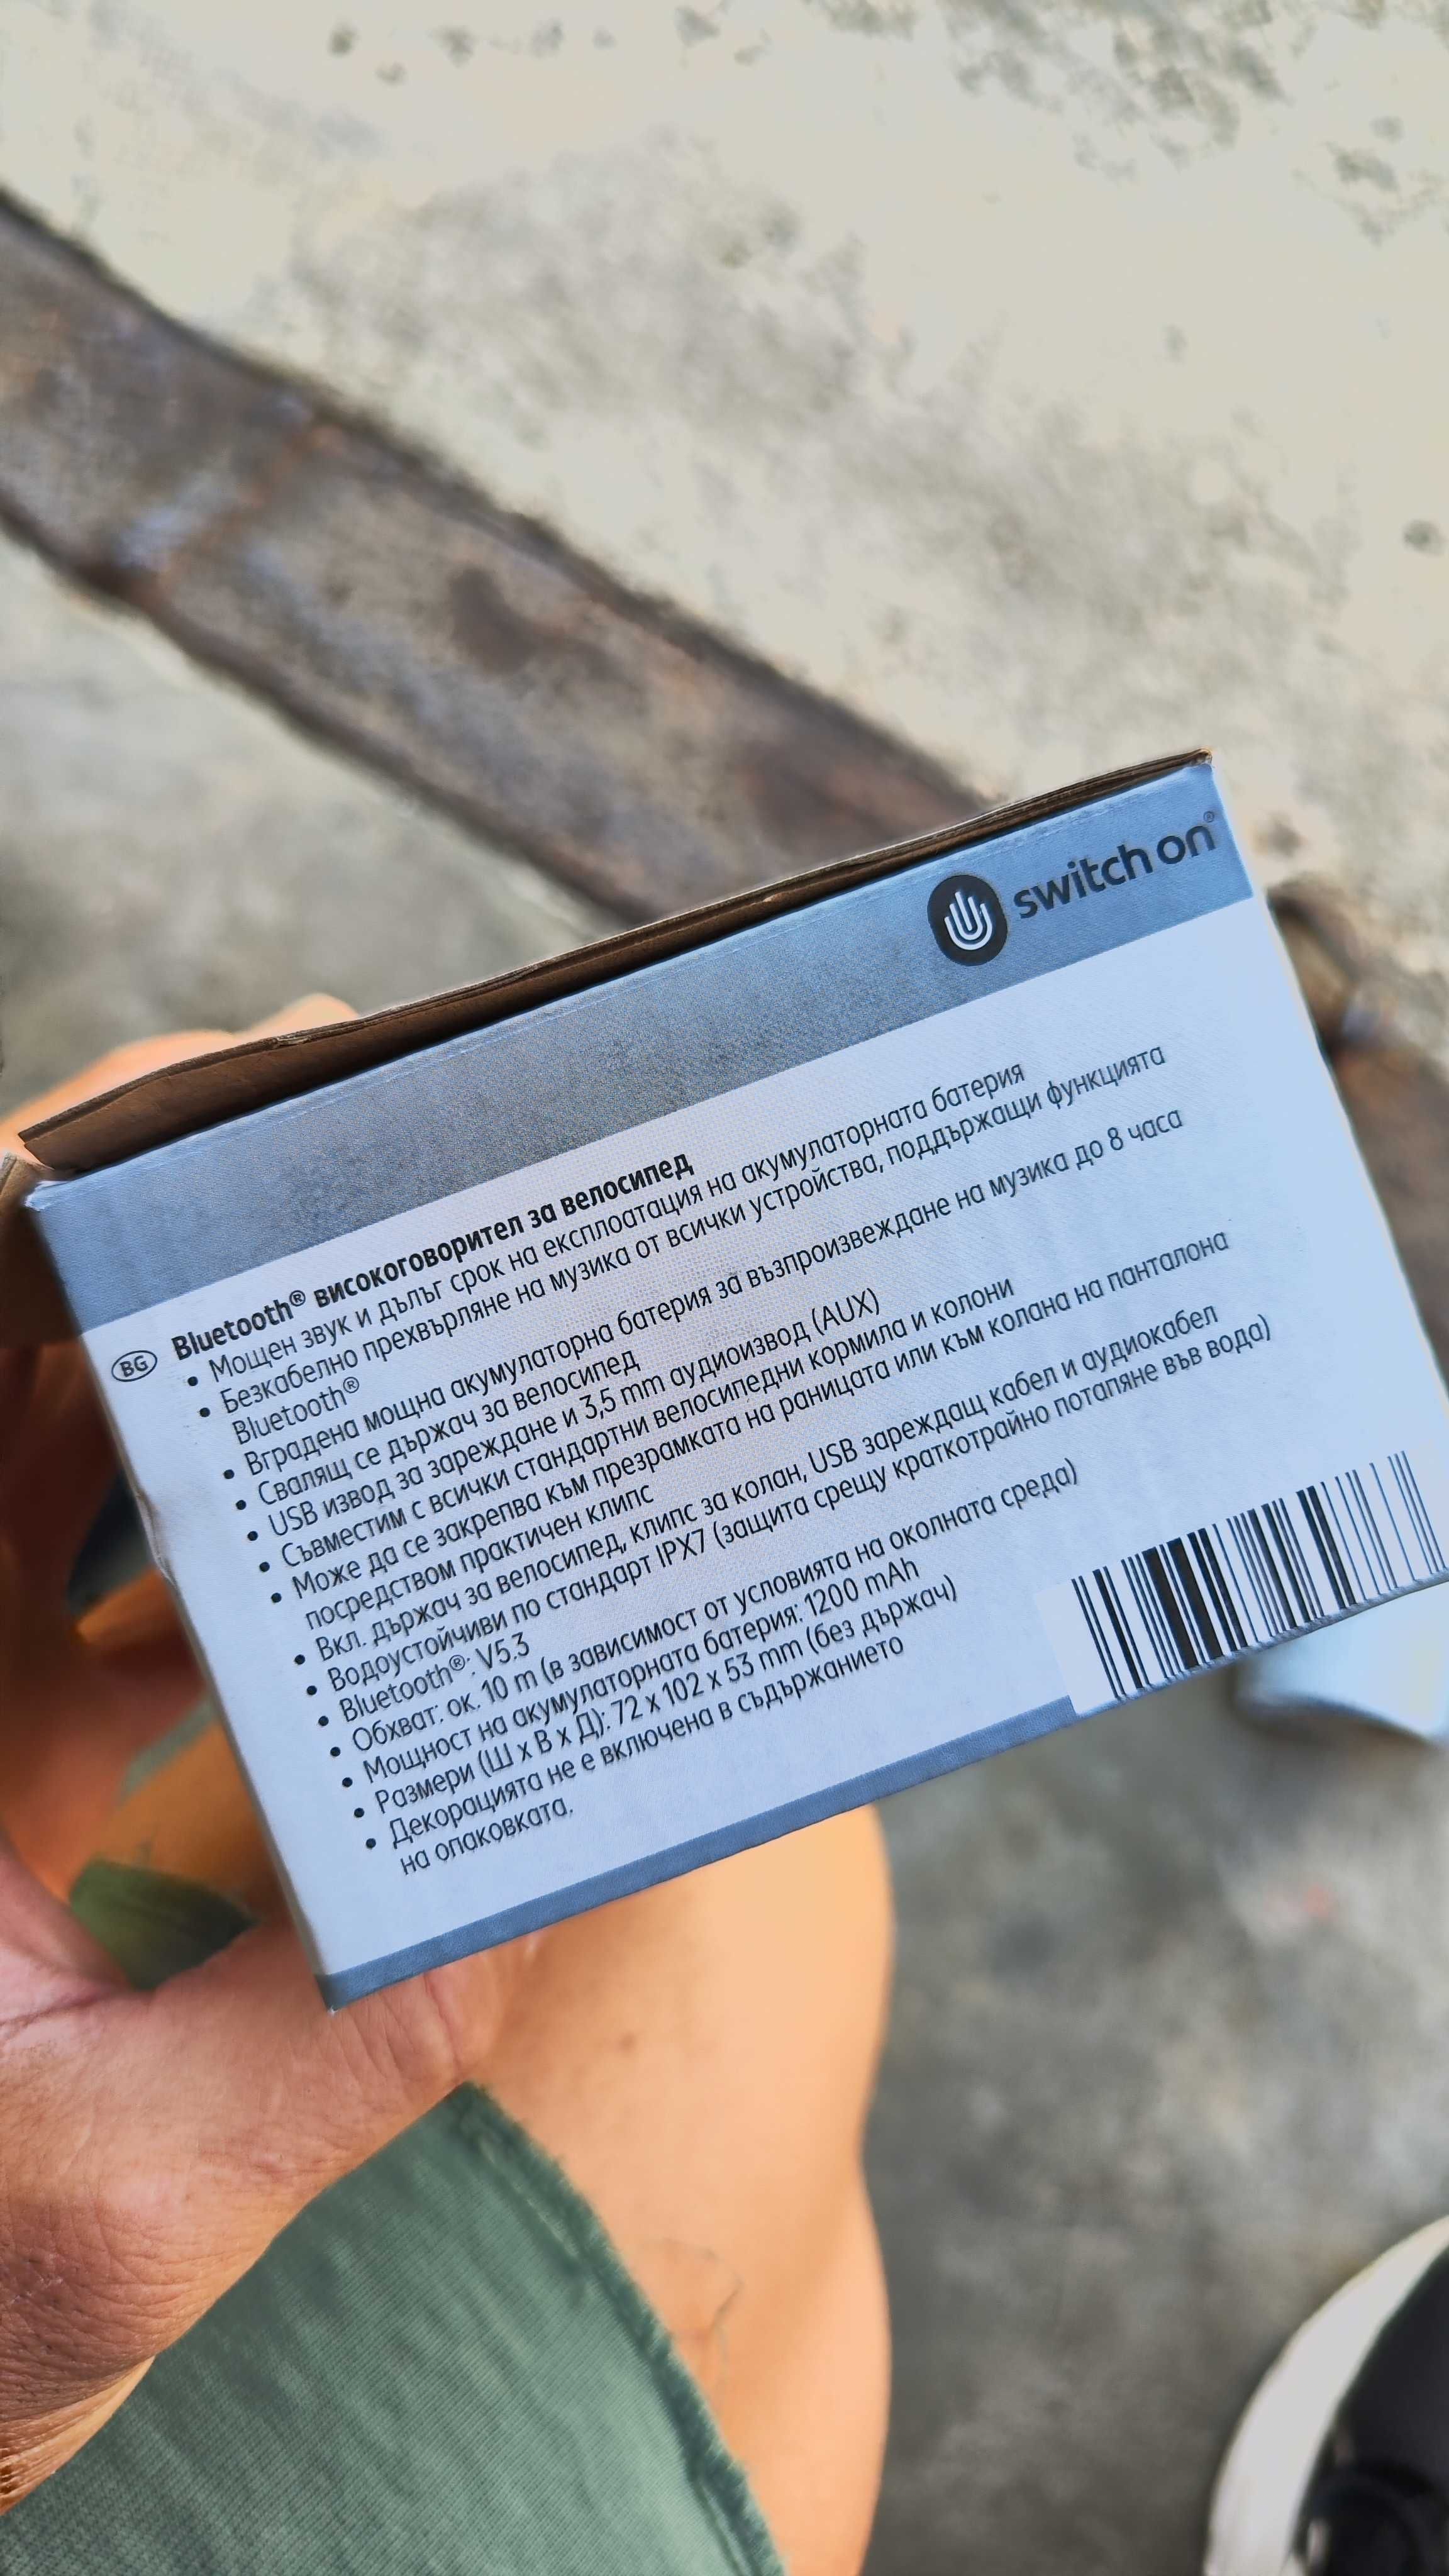 switch on®
BG
Bluetooth® високоговорител за велосипед
• Мощен звук и дълъг срок на експлоатация на акумулаторната батерия
• Безкабелно прехвърляне на музика от всички устройства, поддържащи функцията
Bluetooth®
• Вградена мощна акумулаторна батерия за възпроизвеждане на музика до 8 часа
• Свалящ се държач за велосипед
• USB извод за зареждане и 3,5 mm аудиоизвод (AUX)
• Съвместим с всички стандартни велосипедни кормила и колони
• Може да се закрепва към презрамката на раницата или към колана на панталона
посредством практичен клипс
• Вкл. държач за велосипед, клипс за колан, USB зареждащ кабел и аудиокабел
• Водоустойчиви по стандарт IPX7 (защита срещу краткотрайно потапяне във вода)
• Bluetooth®: V5.3
• Обхват: ок. 10 m (в зависимост от условията на околната среда)
• Мощност на акумулаторната батерия: 1200 mAh
• Размери (Ш x В x Д): 72 x 102 x 53 mm (без държач)
• Декорацията не е включена в съдържанието
на опаковката.